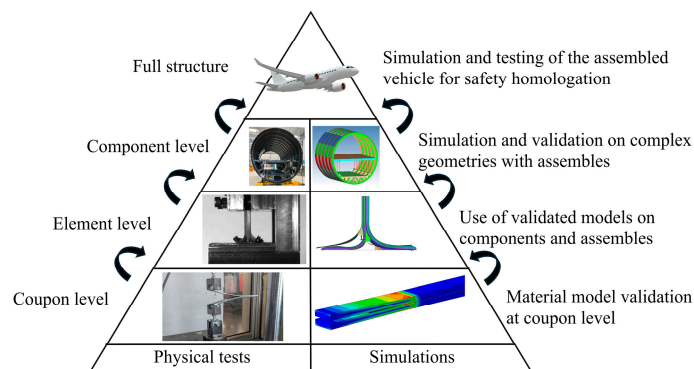 Full structure
Simulation and testing of the assembled
vehicle for safety homologation
Component level
Simulation and validation on complex
geometries with assembles
Element level
Use of validated models on
components and assembles
Coupon level
Material model validation
at coupon level
Physical tests
Simulations